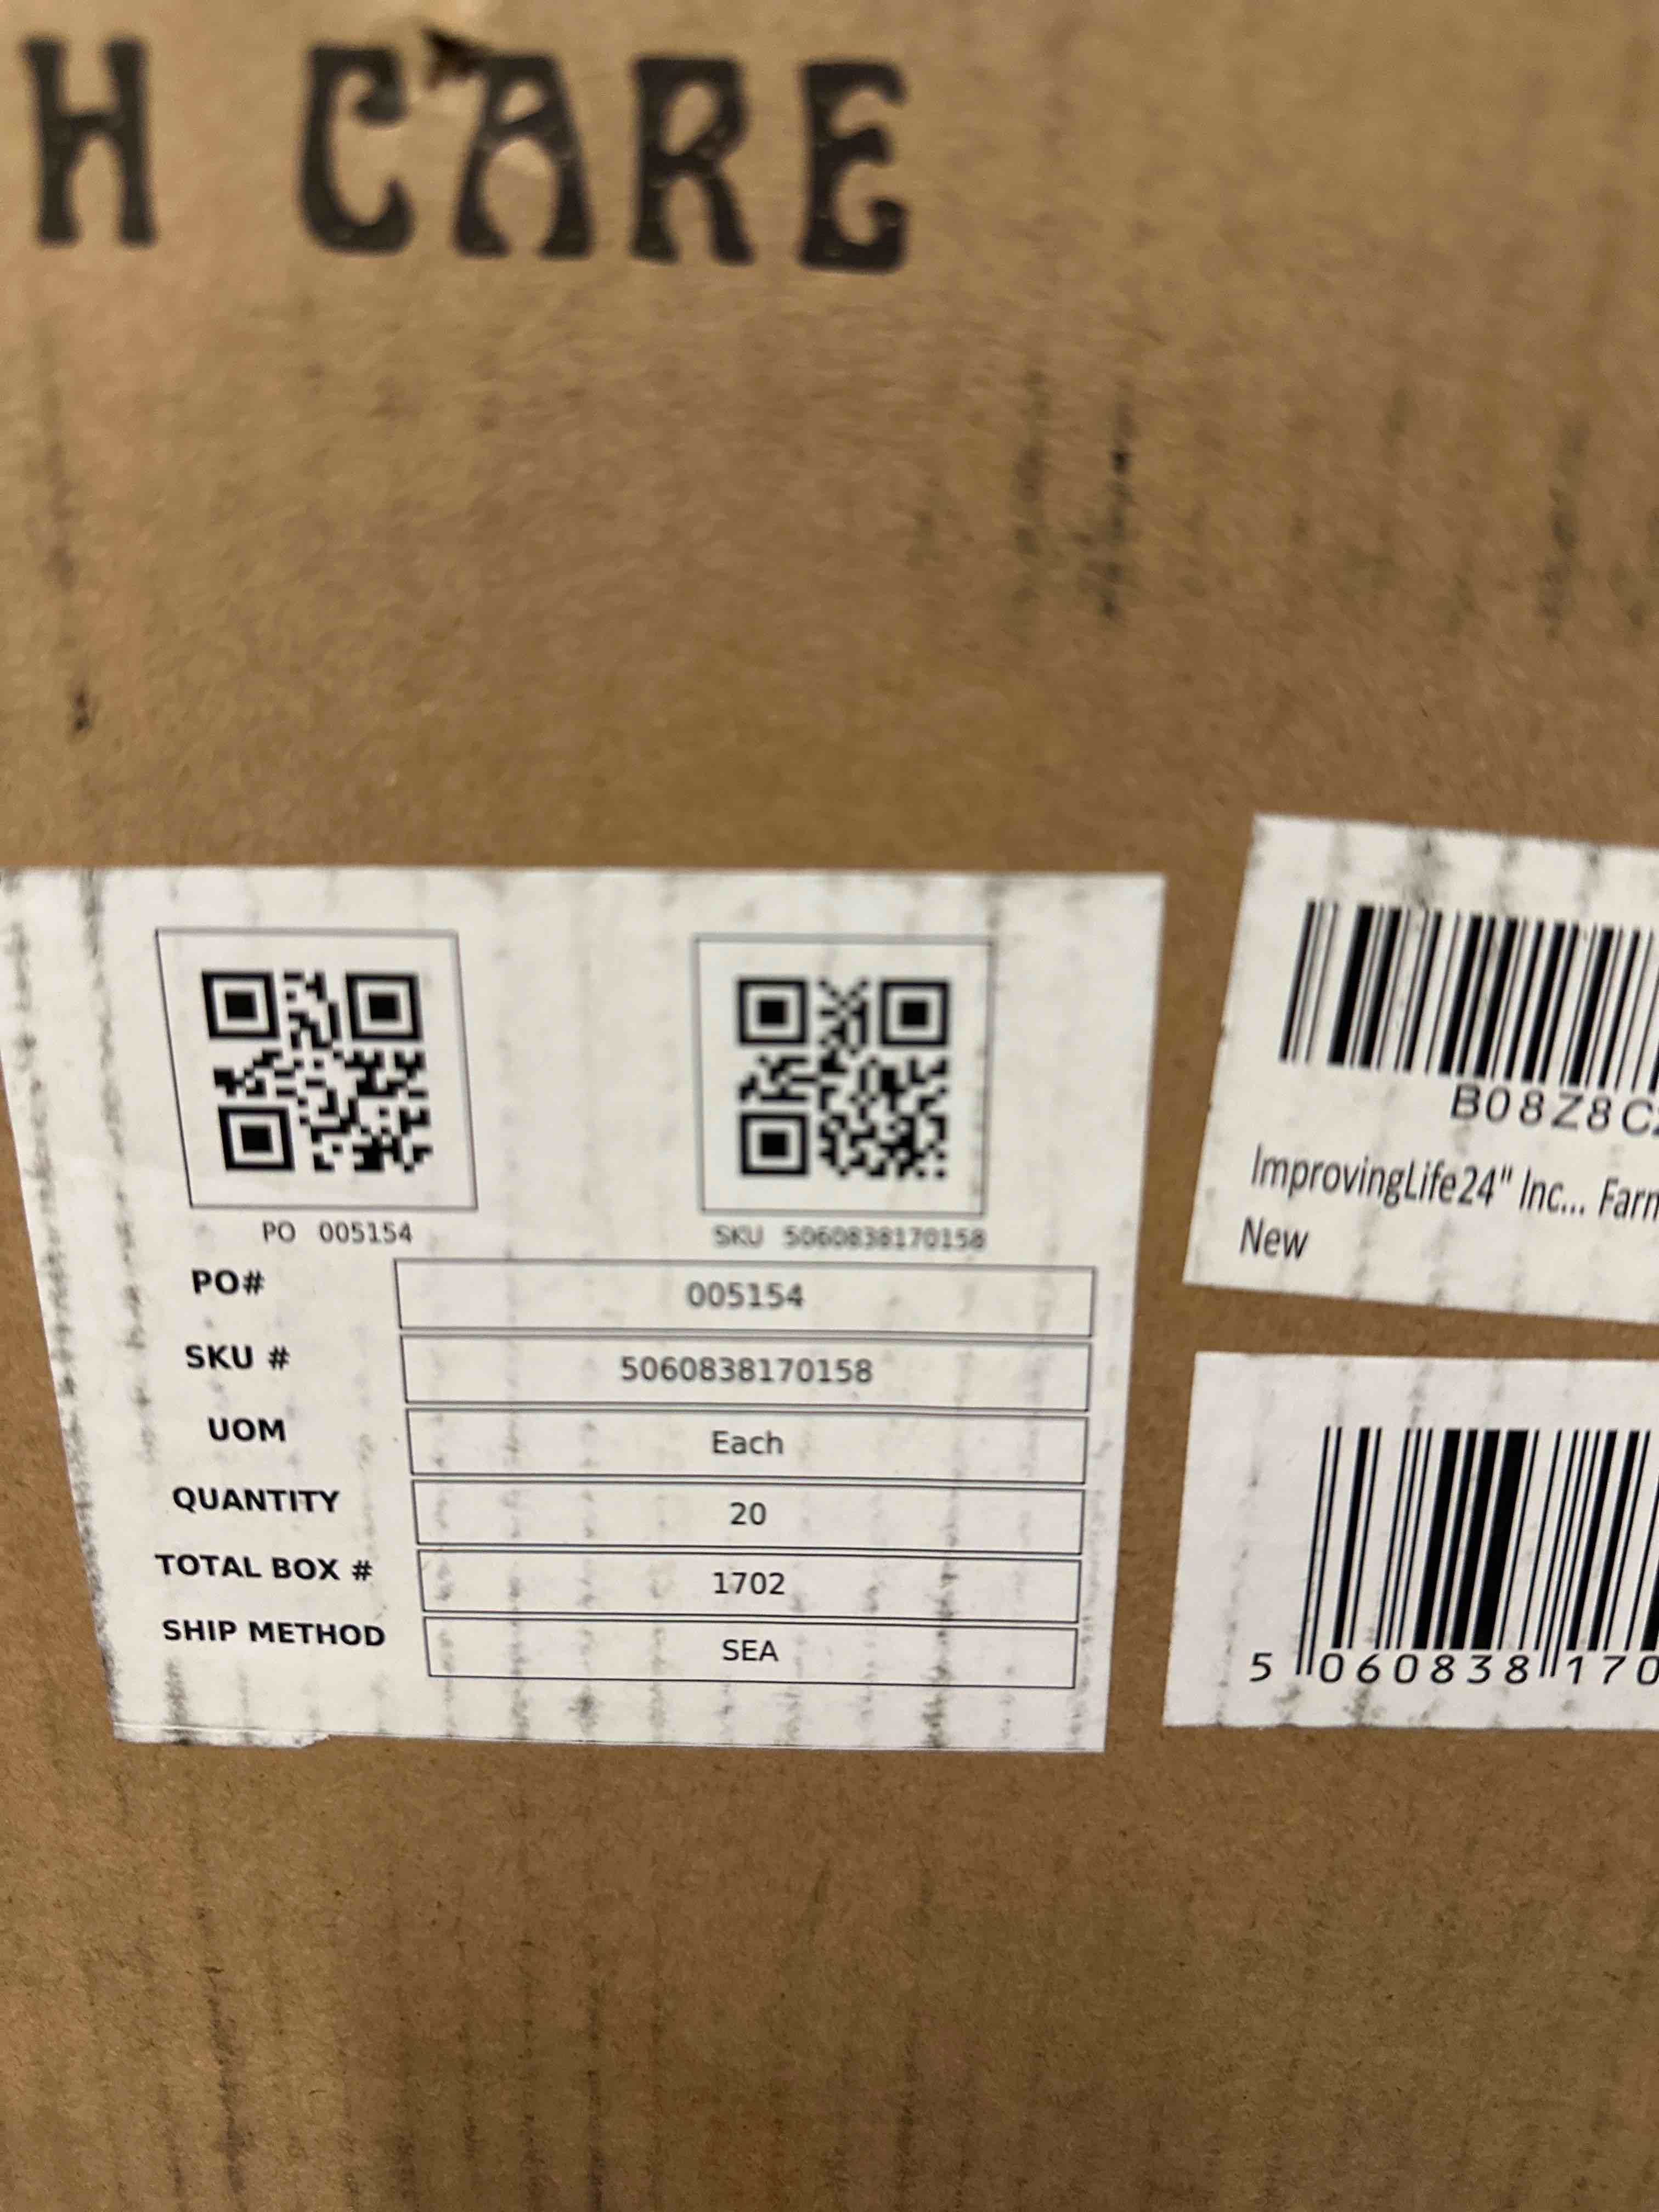 H CARE
PO 005154
SKU 5060838170158
PO# 005154
SKU # 5060838170158
UOM Each
QUANTITY 20
TOTAL BOX # 1702
SHIP METHOD SEA
B08Z8C
ImprovingLife24" Inc... Farm
New
5 060838 170